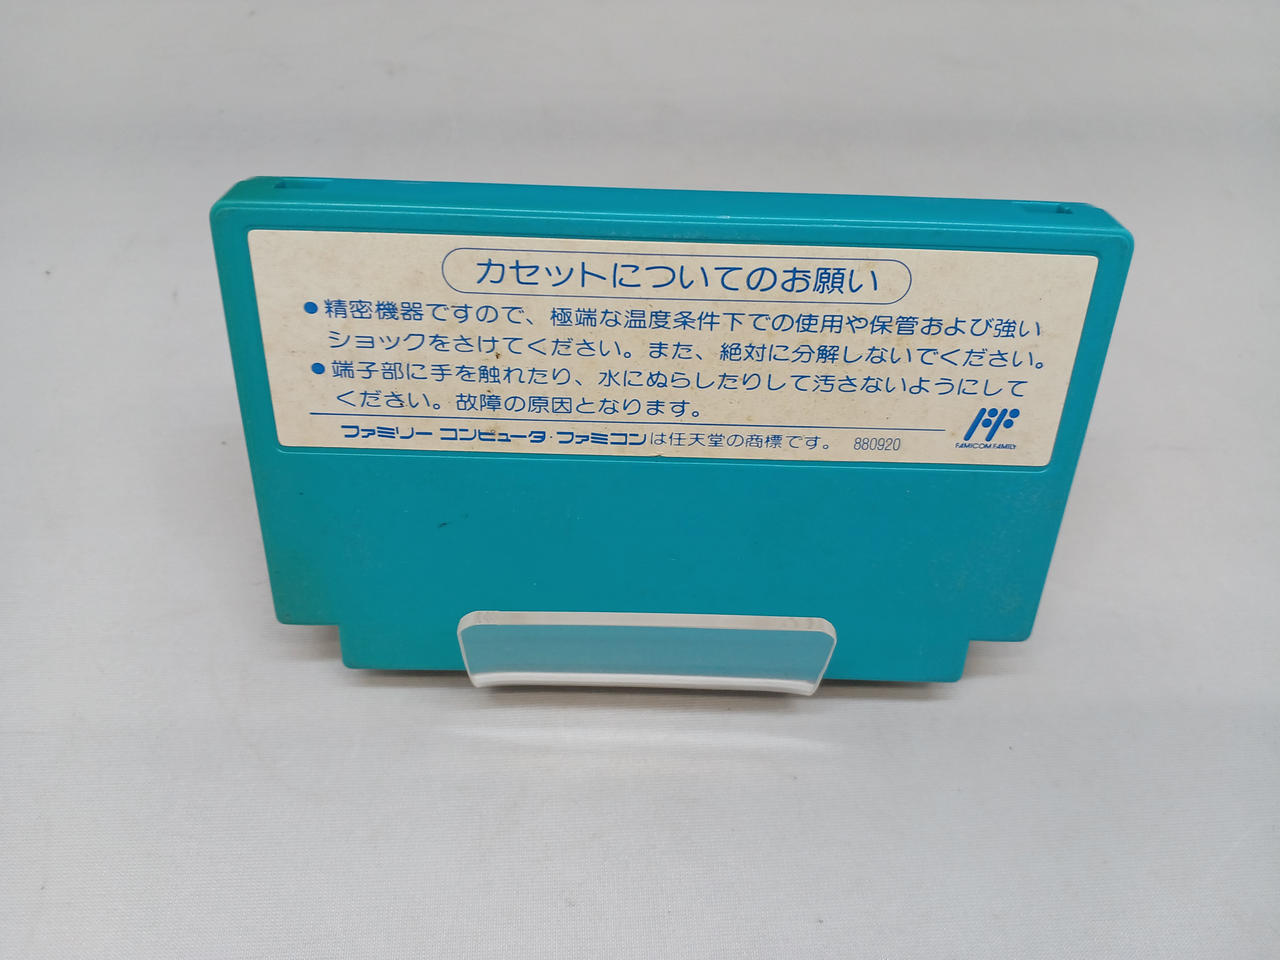 カセットについてのお願い
●精密機器ですので、極端な温度条件下での使用や保管および強い
ショックをさけてください。また、絶対に分解しないでください。
●端子部に手を触れたり、水にぬらしたりして汚さないようにして
ください。故障の原因となります。
ファミリーコンピュータ・ファミコンは任天堂の商標です。 880920
FAMICOM FAMILY